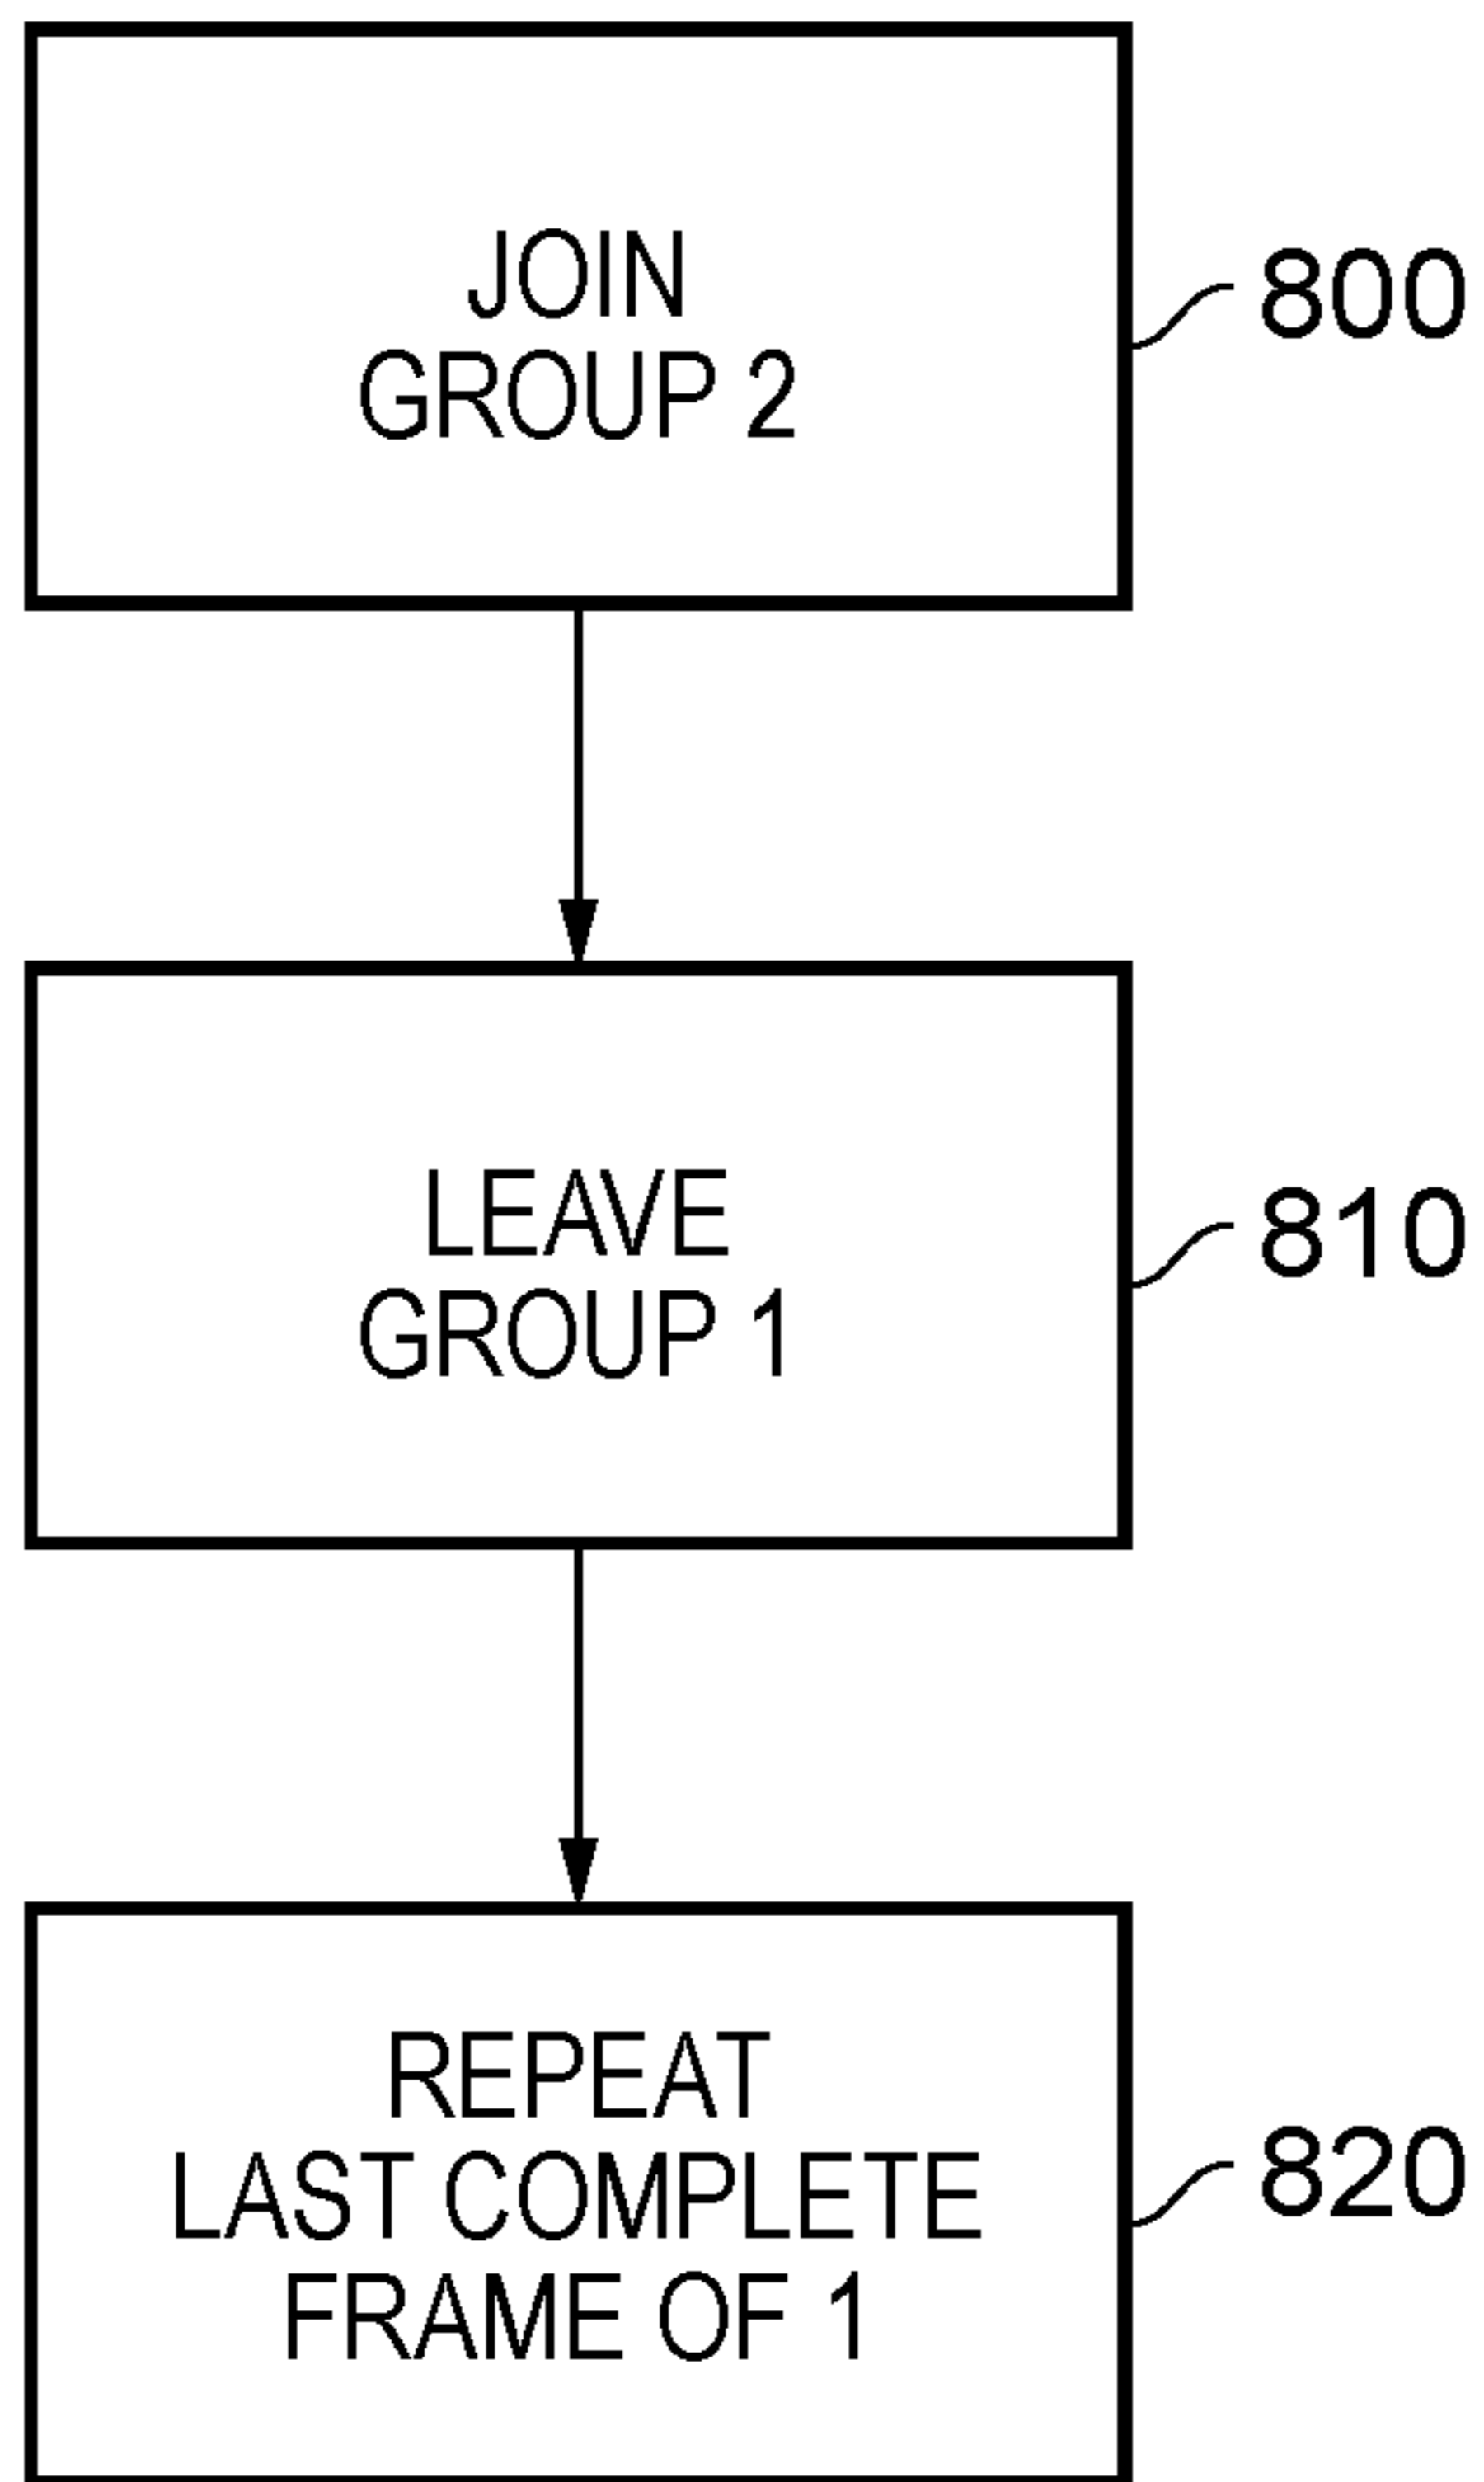 JOIN
GROUP 2
800
LEAVE
GROUP 1
810
REPEAT
LAST COMPLETE
FRAME OF 1
820